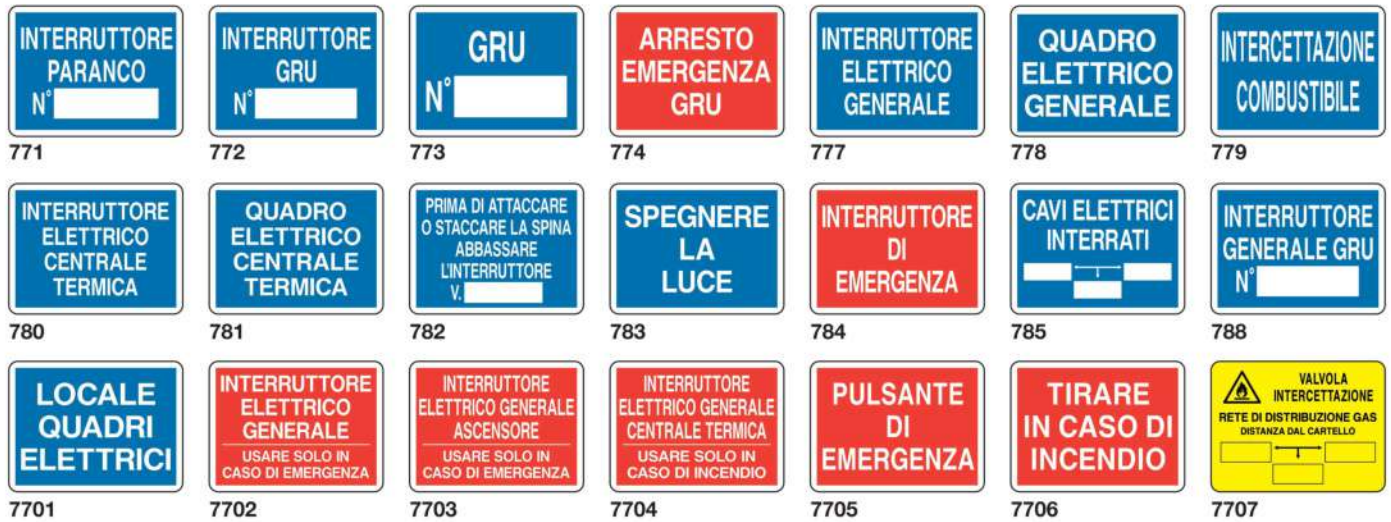 INTERRUTTORE
PARANCO
N°
771
INTERRUTTORE
GRU
N°
772
GRU
N°
773
ARRESTO
EMERGENZA
GRU
774
INTERRUTTORE
ELETTRICO
GENERALE
777
QUADRO
ELETTRICO
GENERALE
778
INTERCETTAZIONE
COMBUSTIBILE
779
INTERRUTTORE
ELETTRICO
CENTRALE
TERMICA
780
QUADRO
ELETTRICO
CENTRALE
TERMICA
781
PRIMA DI ATTACCARE
O STACCARE LA SPINA
ABBASSARE
L'INTERRUTTORE
V.
782
SPEGNERE
LA
LUCE
783
INTERRUTTORE
DI
EMERGENZA
784
CAVI ELETTRICI
INTERRATI
785
INTERRUTTORE
GENERALE GRU
N°
788
LOCALE
QUADRI
ELETTRICI
7701
INTERRUTTORE
ELETTRICO
GENERALE
USARE SOLO IN
CASO DI EMERGENZA
7702
INTERRUTTORE
ELETTRICO GENERALE
ASCENSORE
USARE SOLO IN
CASO DI EMERGENZA
7703
INTERRUTTORE
ELETTRICO GENERALE
CENTRALE TERMICA
USARE SOLO IN
CASO DI INCENDIO
7704
PULSANTE
DI
EMERGENZA
7705
TIRARE
IN CASO DI
INCENDIO
7706
VALVOLA
INTERCETTAZIONE
RETE DI DISTRIBUZIONE GAS
DISTANZA DAL CARTELLO
7707